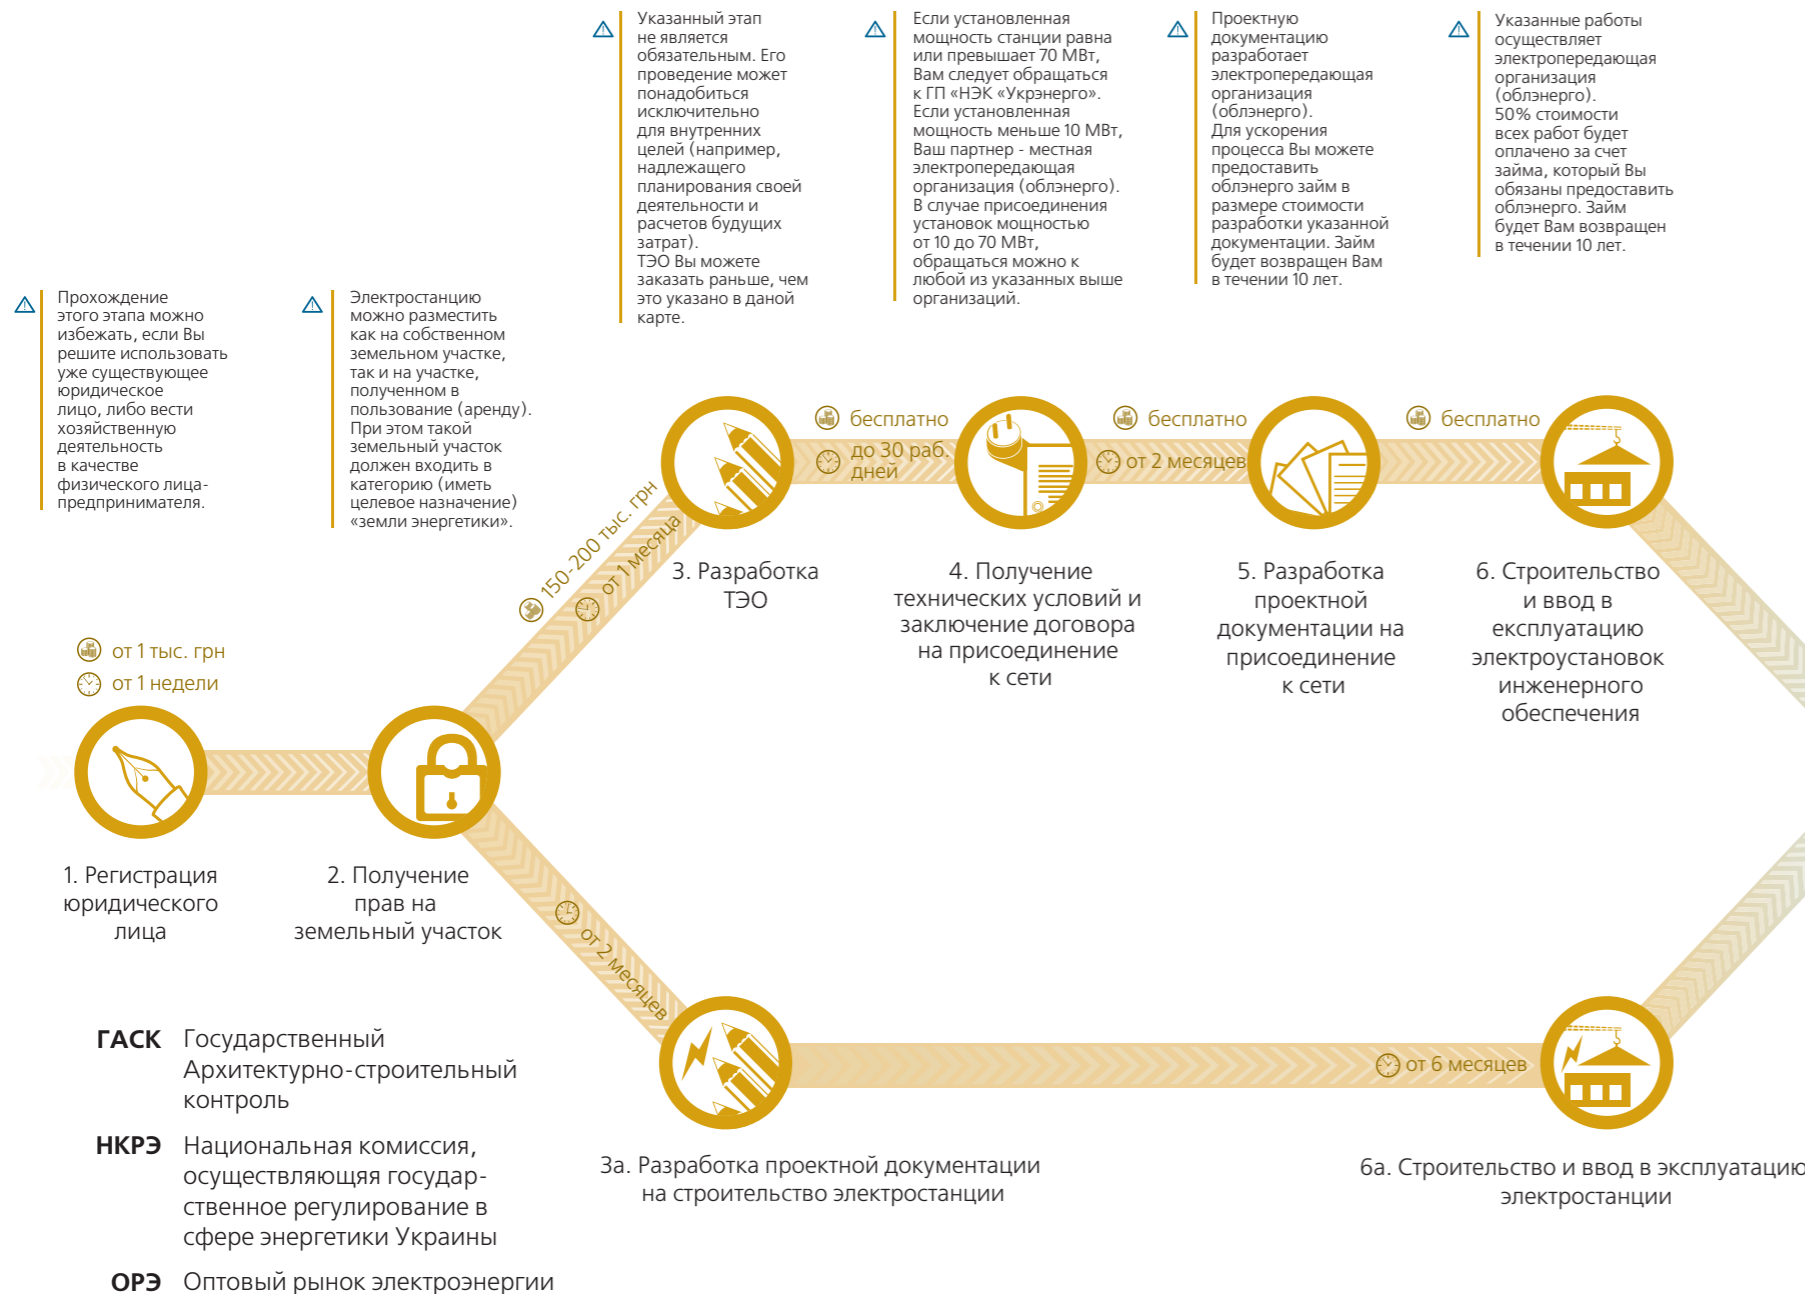 Указанный этап
не является
обязательным. Его
проведение может
понадобиться
исключительно
для внутренних
целей (например,
надлежащего
планирования своей
деятельности и
расчетов будущих
затрат).
ТЭО Вы можете
заказать раньше, чем
это указано в даной
карте.
Если установленная
мощность станции равна
или превышает 70 МВт,
Вам следует обращаться
к ГП «НЭК «Укрэнерго».
Если установленная
мощность меньше 10 МВт,
Ваш партнер - местная
электропередающая
организация (облэнерго).
В случае присоединения
установок мощностью
от 10 до 70 МВт,
обращаться можно к
любой из указанных выше
организаций.
Проектную
документацию
разработает
электропередающая
организация
(облэнерго).
Для ускорения
процесса Вы можете
предоставить
облэнерго займ в
размере стоимости
разработки указанной
документации. Займ
будет возвращен Вам
в течении 10 лет.
Указанные работы
осуществляет
электропередающая
организация
(облэнерго).
50% стоимости
всех работ будет
оплачено за счет
займа, который Вы
обязаны предоставить
облэнерго. Займ
будет Вам возвращен
в течении 10 лет.
Прохождение
этого этапа можно
избежать, если Вы
решите использовать
уже существующее
юридическое
лицо, либо вести
хозяйственную
деятельность
в качестве
физического лица-
предпринимателя.
Электростанцию
можно разместить
как на собственном
земельном участке,
так и на участке,
полученном в
пользование (аренду).
При этом такой
земельный участок
должен входить в
категорию (иметь
целевое назначение)
«земли энергетики».
бесплатно
до 30 раб.
дней
бесплатно
от 2 месяцев
бесплатно
150-200 тыс. грн
от 1 месяца
3. Разработка
ТЭО
4. Получение
технических условий и
заключение договора
на присоединение
к сети
5. Разработка
проектной
документации на
присоединение
к сети
6. Строительство
и ввод в
експлуатацию
электроустановок
инженерного
обеспечения
от 1 тыс. грн
от 1 недели
1. Регистрация
юридического
лица
2. Получение
прав на
земельный участок
от 2 месяцев
от 6 месяцев
3а. Разработка проектной документации
на строительство электростанции
6а. Строительство и ввод в эксплуатацию
электростанции
ГАСК Государственный
Архитектурно-строительный
контроль
НКРЭ Национальная комиссия,
осуществляющяя государ-
ственное регулирование в
сфере энергетики Украины
ОРЭ Оптовый рынок электроэнергии